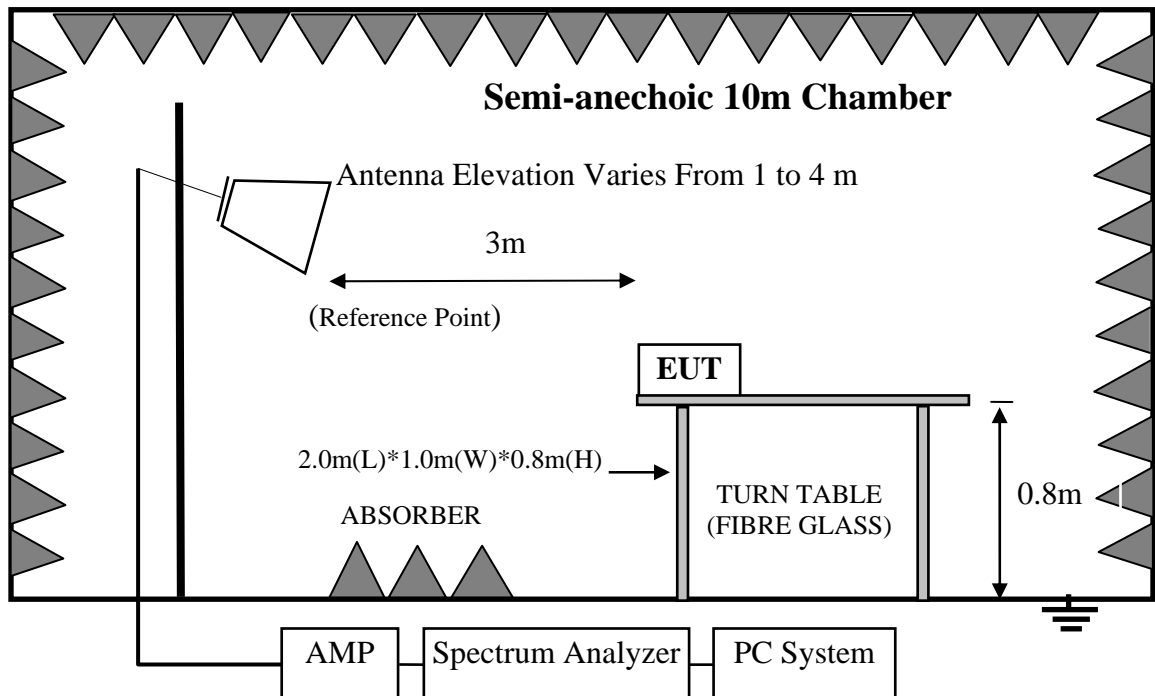 Semi-anechoic 10m Chamber
Antenna Elevation Varies From 1 to 4 m
3m
(Reference Point)
EUT
2.0m(L)*1.0m(W)*0.8m(H)
TURN TABLE
(FIBRE GLASS)
0.8m
ABSORBER
AMP
Spectrum Analyzer
PC System